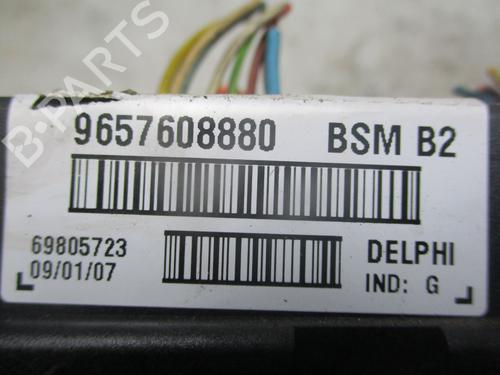 B-PARTS
9657608880 BSM B2
69805723 DELPHI
09/01/07 IND: G